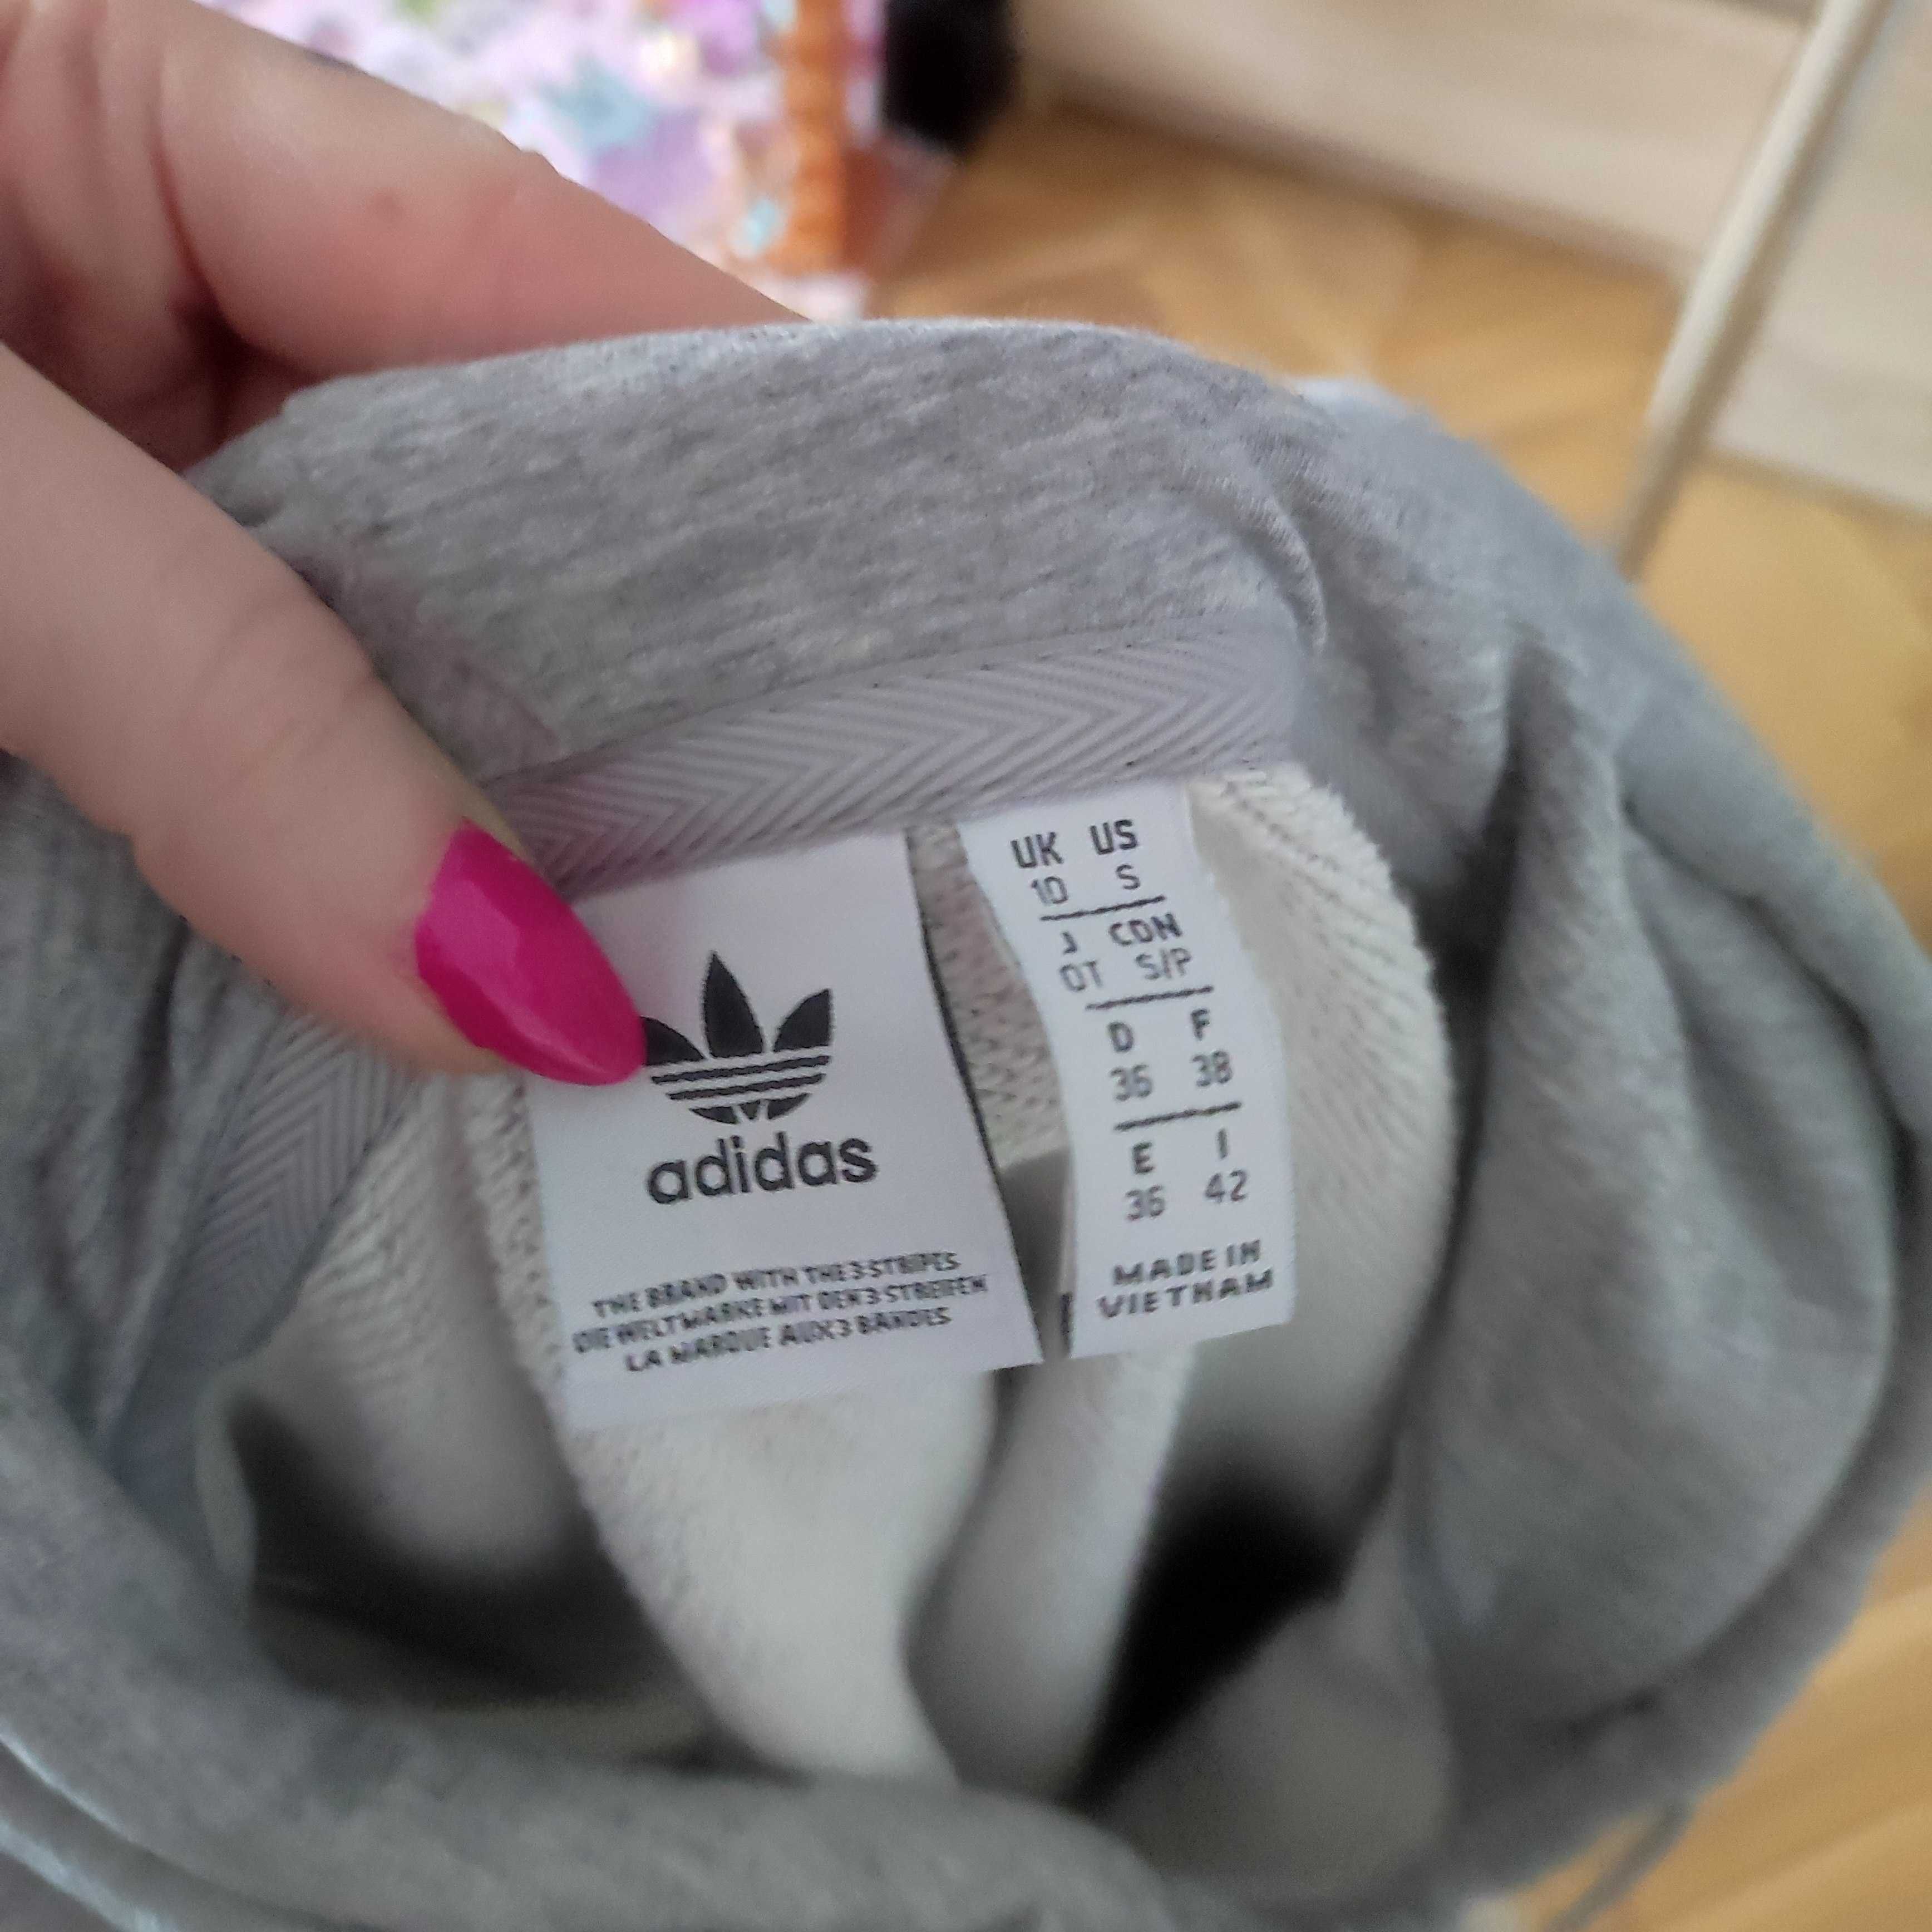 adidas
THE BRAND WITH THE 3 STRIPES
DIE WELTMARKE MIT DEN 3 STREIFEN
LA MARQUE AUX 3 BANDES
UK US
10 S
J CDN
OT S/P
D F
36 38
E I
36 42
MADE IN
VIETNAM